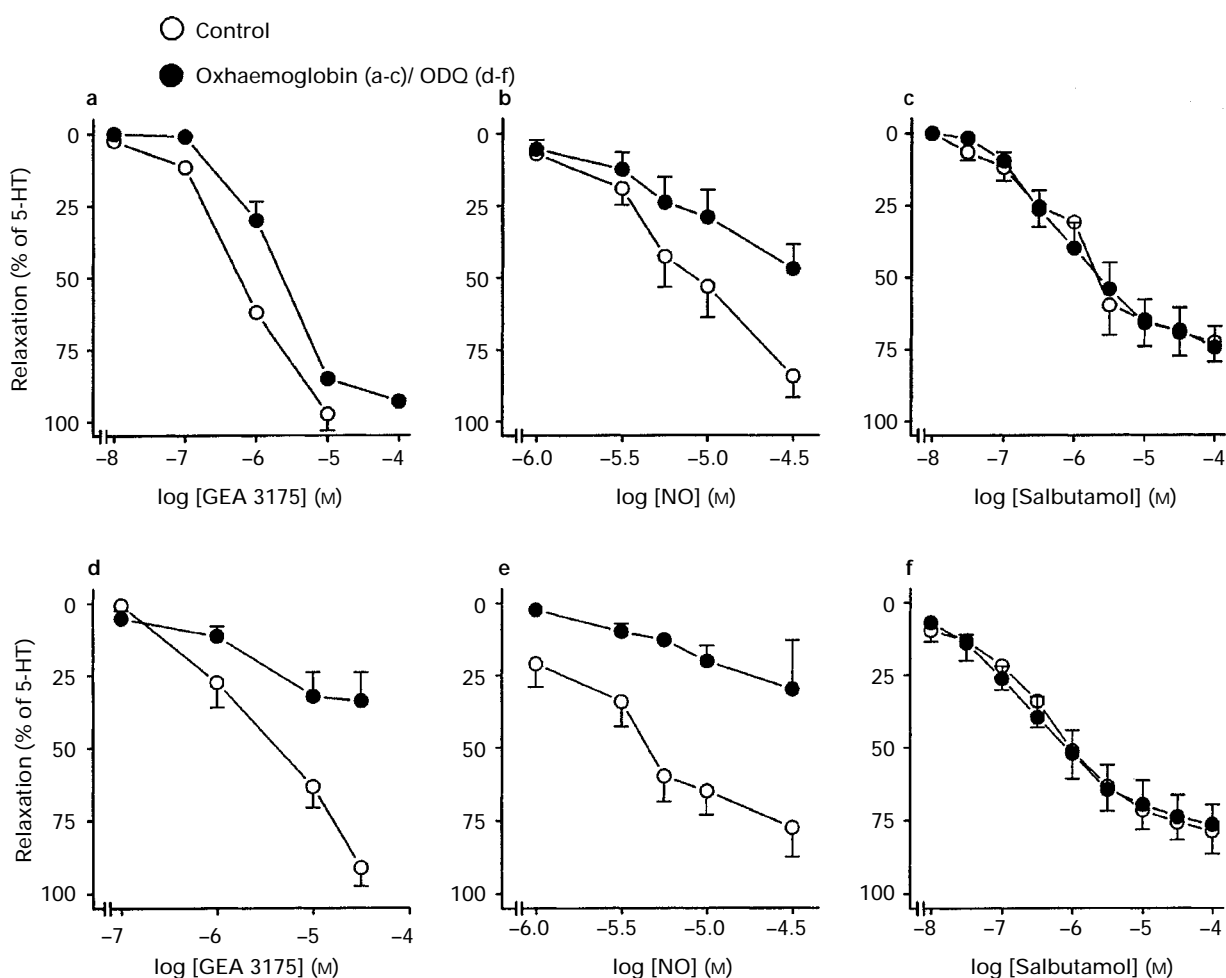 Control
Oxhaemoglobin (a-c)/ ODQ (d-f)
a
b
c
Relaxation (% of 5-HT)
0
25
50
75
100
–8 –7 –6 –5 –4
log [GEA 3175] (M)
0
25
50
75
100
–6.0 –5.5 –5.0 –4.5
log [NO] (M)
0
25
50
75
100
–8 –7 –6 –5 –4
log [Salbutamol] (M)
d
e
f
Relaxation (% of 5-HT)
0
25
50
75
100
–7 –6 –5 –4
log [GEA 3175] (M)
0
25
50
75
100
–6.0 –5.5 –5.0 –4.5
log [NO] (M)
0
25
50
75
100
–8 –7 –6 –5 –4
log [Salbutamol] (M)